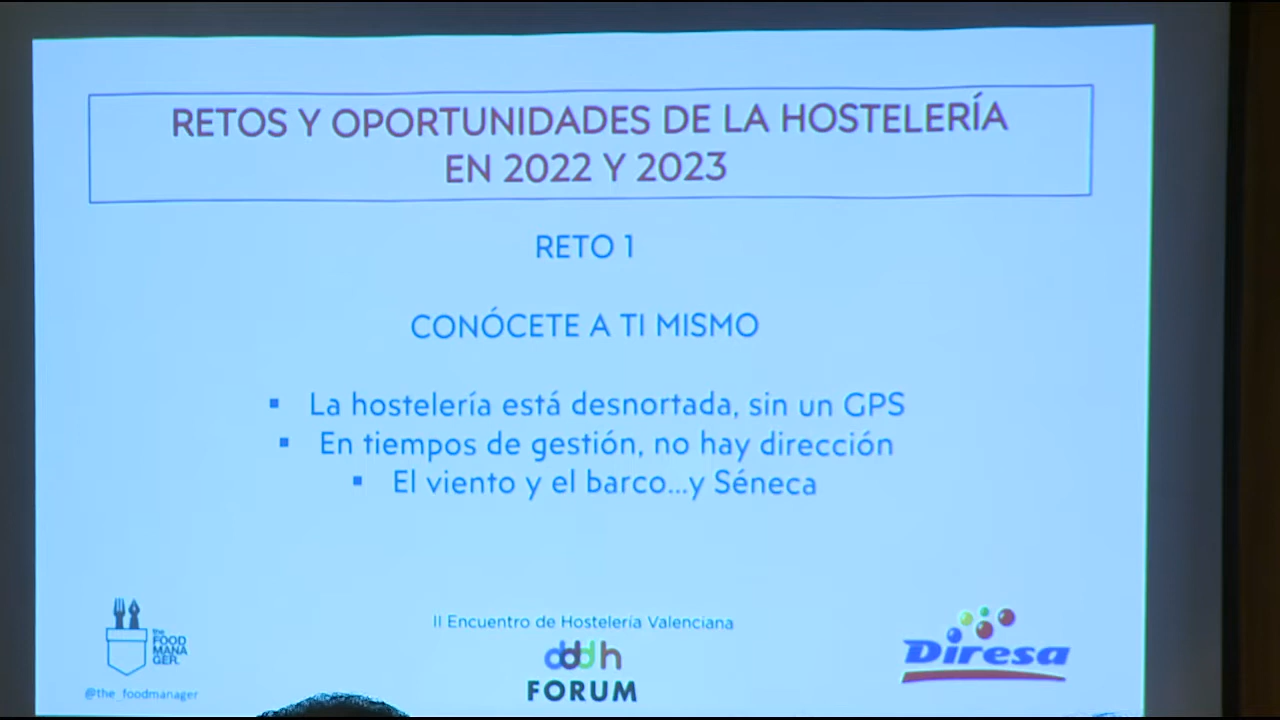 RETOS Y OPORTUNIDADES DE LA HOSTELERÍA
EN 2022 Y 2023
RETO 1
CONÓCETE A TI MISMO
▪ La hostelería está desnortada, sin un GPS
▪ En tiempos de gestión, no hay dirección
▪ El viento y el barco...y Séneca
the
FOOD
MANA
GER.
@the_foodmanager
II Encuentro de Hostelería Valenciana
dddh
FORUM
Diresa